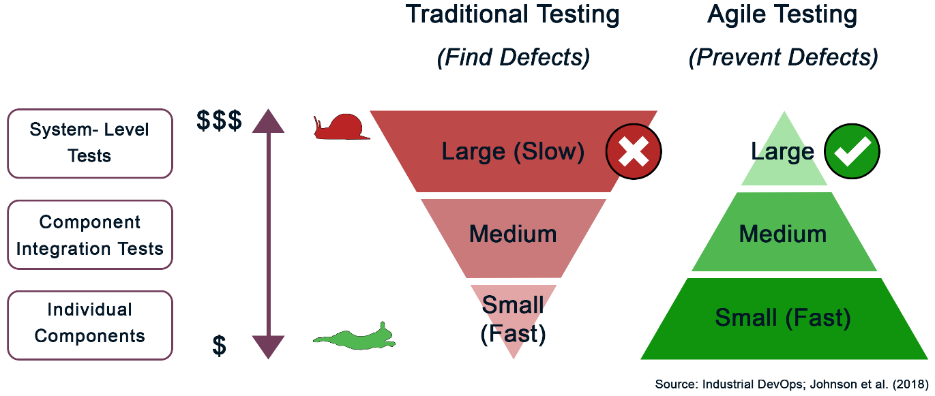 Traditional Testing
(Find Defects)
Agile Testing
(Prevent Defects)
System- Level
Tests
$$$
Large (Slow)
Large
Component
Integration Tests
Medium
Medium
Individual
Components
$
Small
(Fast)
Small (Fast)
Source: Industrial DevOps; Johnson et al. (2018)